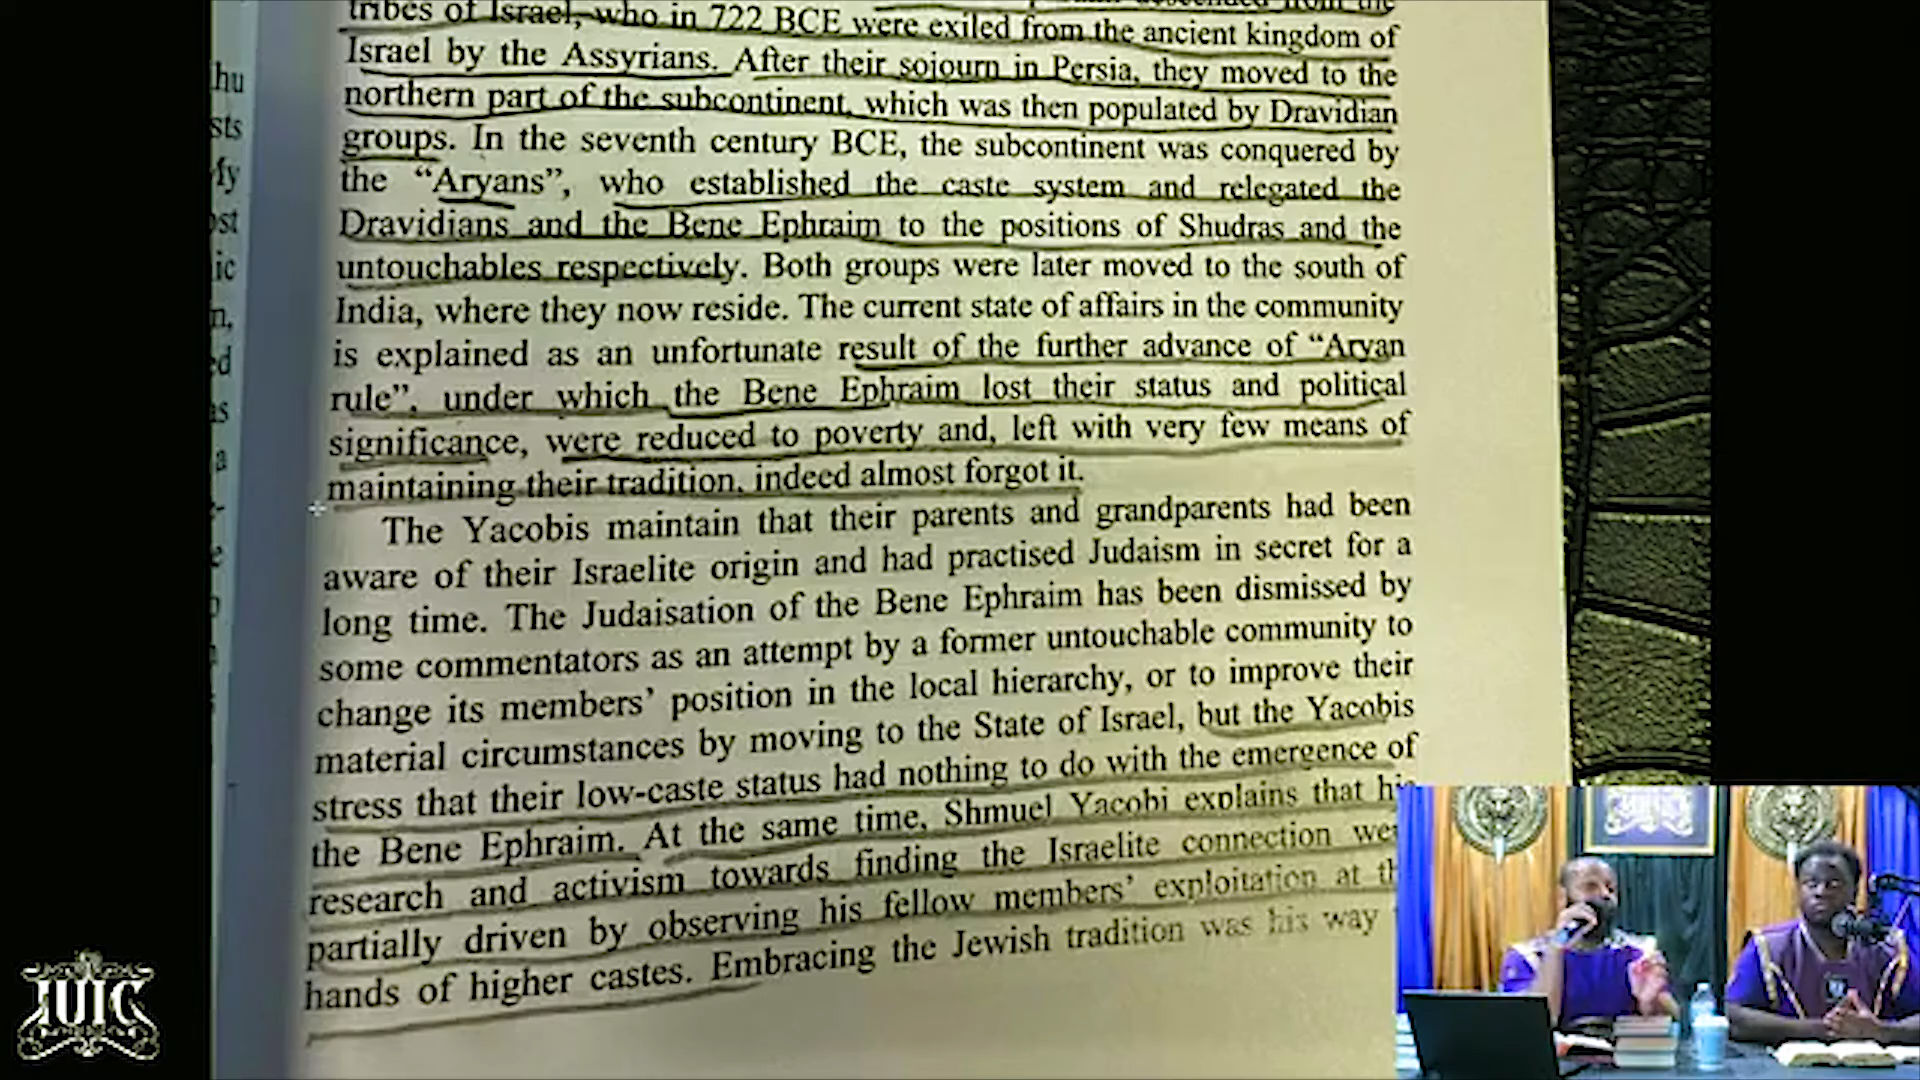 tribes of Israel, who in 722 BCE were exiled from the ancient kingdom of
Israel by the Assyrians. After their sojourn in Persia, they moved to the
northern part of the subcontinent, which was then populated by Dravidian
groups. In the seventh century BCE, the subcontinent was conquered by
the “Aryans”, who established the caste system and relegated the
Dravidians and the Bene Ephraim to the positions of Shudras and the
untouchables respectively. Both groups were later moved to the south of
India, where they now reside. The current state of affairs in the community
is explained as an unfortunate result of the further advance of “Aryan
rule”, under which the Bene Ephraim lost their status and political
significance, were reduced to poverty and, left with very few means of
maintaining their tradition, indeed almost forgot it.
The Yacobis maintain that their parents and grandparents had been
aware of their Israelite origin and had practised Judaism in secret for a
long time. The Judaisation of the Bene Ephraim has been dismissed by
some commentators as an attempt by a former untouchable community to
change its members’ position in the local hierarchy, or to improve their
material circumstances by moving to the State of Israel, but the Yacobis
stress that their low-caste status had nothing to do with the emergence of
the Bene Ephraim. At the same time, Shmuel Yacobi explains that
research and activism towards finding the Israelite connection
partially driven by observing his fellow members’ exploitation at
hands of higher castes. Embracing the Jewish tradition was his way
IUIC